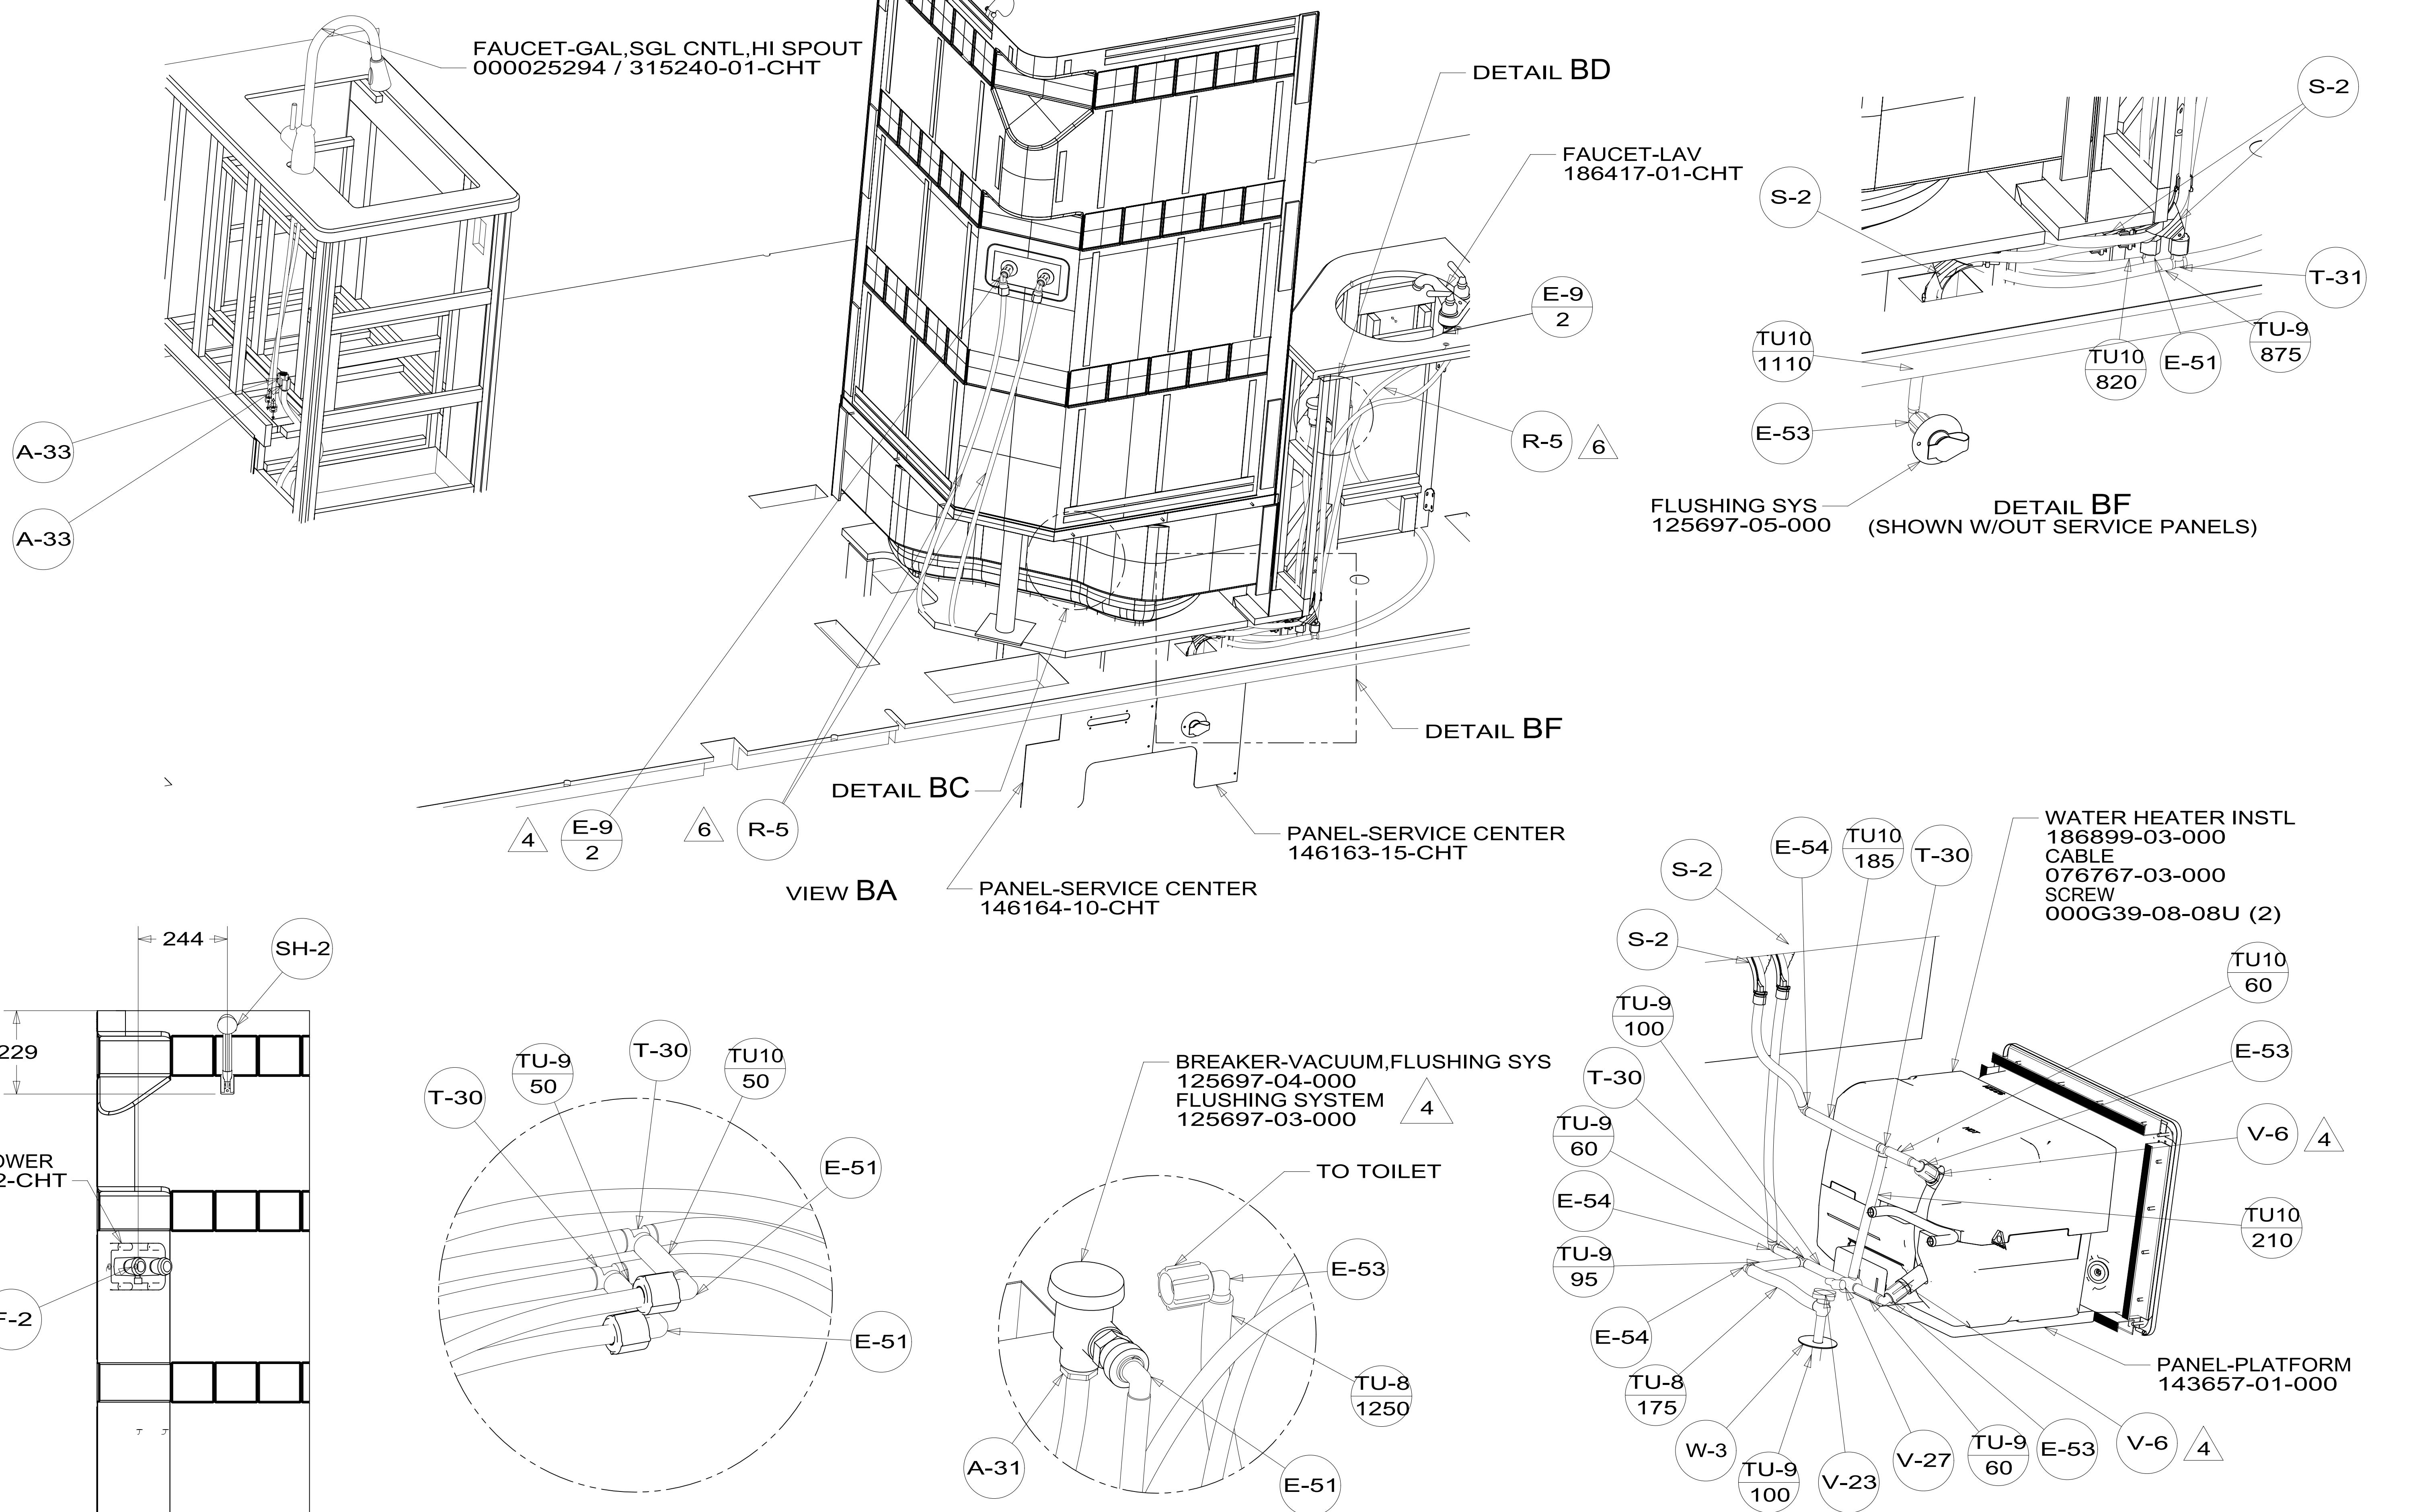 FAUCET-GAL,SGL CNTL,HI SPOUT
000025294 / 315240-01-CHT
A-33
A-33
DETAIL BD
FAUCET-LAV
186417-01-CHT
E-9
2
R-5
6
DETAIL BF
DETAIL BC
4
E-9
2
6
R-5
PANEL-SERVICE CENTER
146163-15-CHT
PANEL-SERVICE CENTER
146164-10-CHT
VIEW BA
S-2
S-2
T-31
TU-9
875
E-51
TU10
820
TU10
1110
E-53
FLUSHING SYS
125697-05-000
DETAIL BF
(SHOWN W/OUT SERVICE PANELS)
244
SH-2
229
OWER
2-CHT
F-2
T-30
TU-9
50
T-30
TU10
50
E-51
E-51
BREAKER-VACUUM,FLUSHING SYS
125697-04-000
FLUSHING SYSTEM
125697-03-000
4
TO TOILET
E-53
TU-8
1250
A-31
E-51
WATER HEATER INSTL
186899-03-000
CABLE
076767-03-000
SCREW
000G39-08-08U (2)
S-2
E-54
TU10
185
T-30
S-2
TU10
60
TU-9
100
E-53
T-30
V-6
4
TU-9
60
E-54
TU10
210
TU-9
95
E-54
PANEL-PLATFORM
143657-01-000
TU-8
175
W-3
TU-9
100
V-23
V-27
TU-9
60
E-53
V-6
4